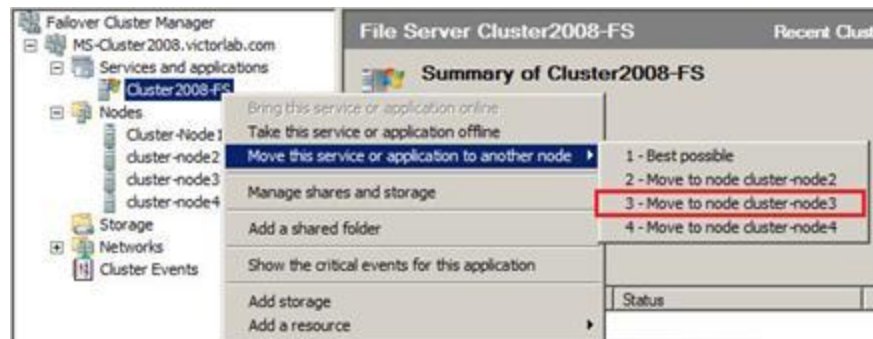 Failover Cluster Manager
MS-Cluster2008.victorlab.com
Services and applications
Cluster2008-FS
Nodes
Cluster-Node1
cluster-node2
cluster-node3
cluster-node4
Storage
Networks
Cluster Events
File Server Cluster2008-FS
Recent Clust
Summary of Cluster2008-FS
Bring this service or application online
Take this service or application offline
Move this service or application to another node
Manage shares and storage
Add a shared folder
Show the critical events for this application
Add storage
Add a resource
1 - Best possible
2 - Move to node cluster-node2
3 - Move to node cluster-node3
4 - Move to node cluster-node4
Status